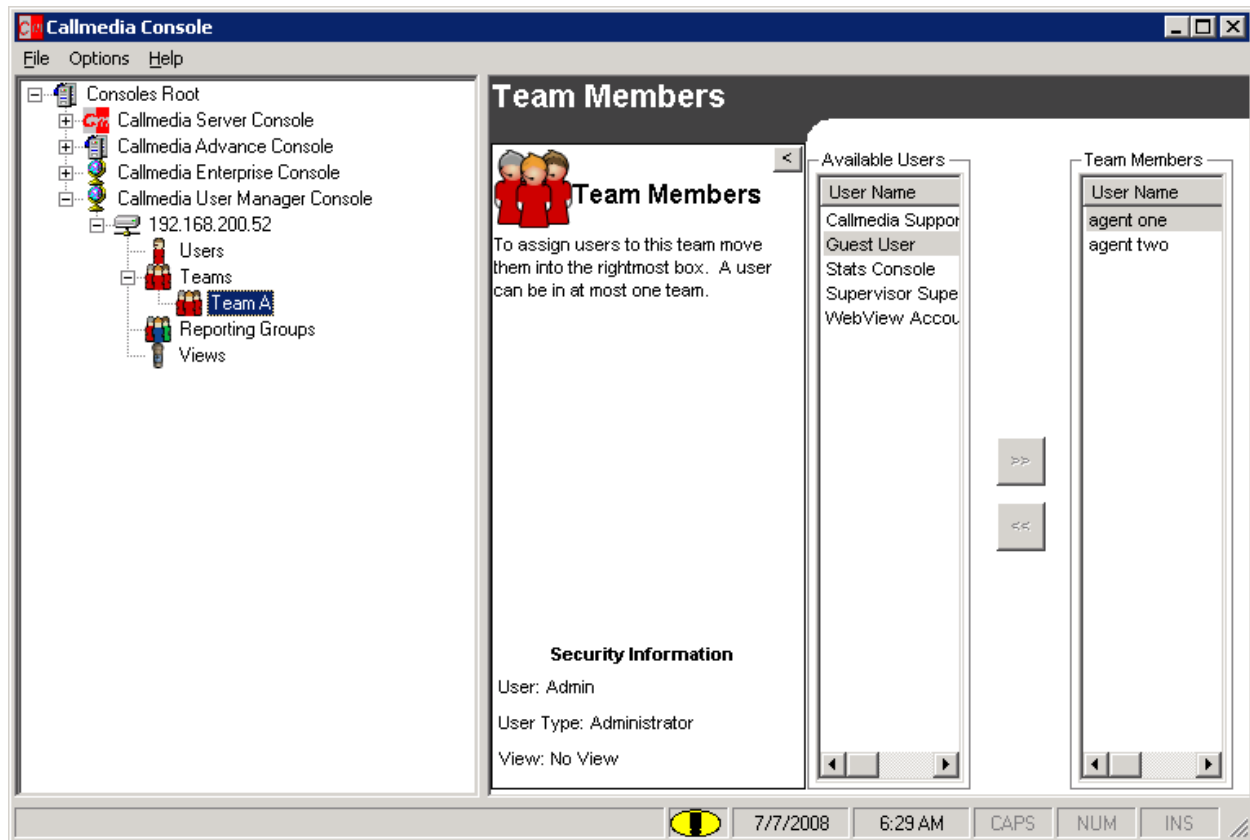 Callmedia Console
File Options Help
Consoles Root
Callmedia Server Console
Callmedia Advance Console
Callmedia Enterprise Console
Callmedia User Manager Console
192.168.200.52
Users
Teams
Team A
Reporting Groups
Views
Team Members
<
Team Members
To assign users to this team move
them into the rightmost box. A user
can be in at most one team.
Security Information
User: Admin
User Type: Administrator
View: No View
Available Users
User Name
Callmedia Suppor
Guest User
Stats Console
Supervisor Supe
WebView Accou
>>
<<
Team Members
User Name
agent one
agent two
7/7/2008
6:29 AM
CAPS
NUM
INS